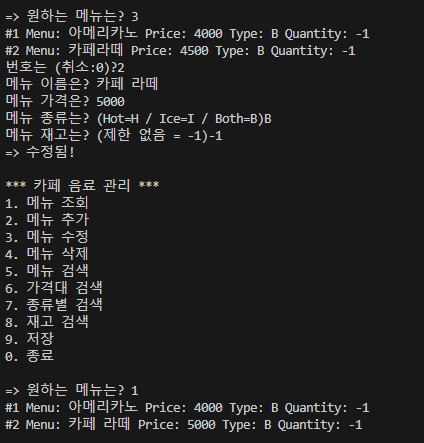 => 원하는 메뉴는? 3
#1 Menu: 아메리카노 Price: 4000 Type: B Quantity: -1
#2 Menu: 카페라떼 Price: 4500 Type: B Quantity: -1
번호는 (취소:0)?2
메뉴 이름은? 카페 라떼
메뉴 가격은? 5000
메뉴 종류는? (Hot=H / Ice=I / Both=B)B
메뉴 재고는? (제한 없음 = -1)-1
=> 수정됨!
*** 카페 음료 관리 ***
1. 메뉴 조회
2. 메뉴 추가
3. 메뉴 수정
4. 메뉴 삭제
5. 메뉴 검색
6. 가격대 검색
7. 종류별 검색
8. 재고 검색
9. 저장
0. 종료
=> 원하는 메뉴는? 1
#1 Menu: 아메리카노 Price: 4000 Type: B Quantity: -1
#2 Menu: 카페 라떼 Price: 5000 Type: B Quantity: -1